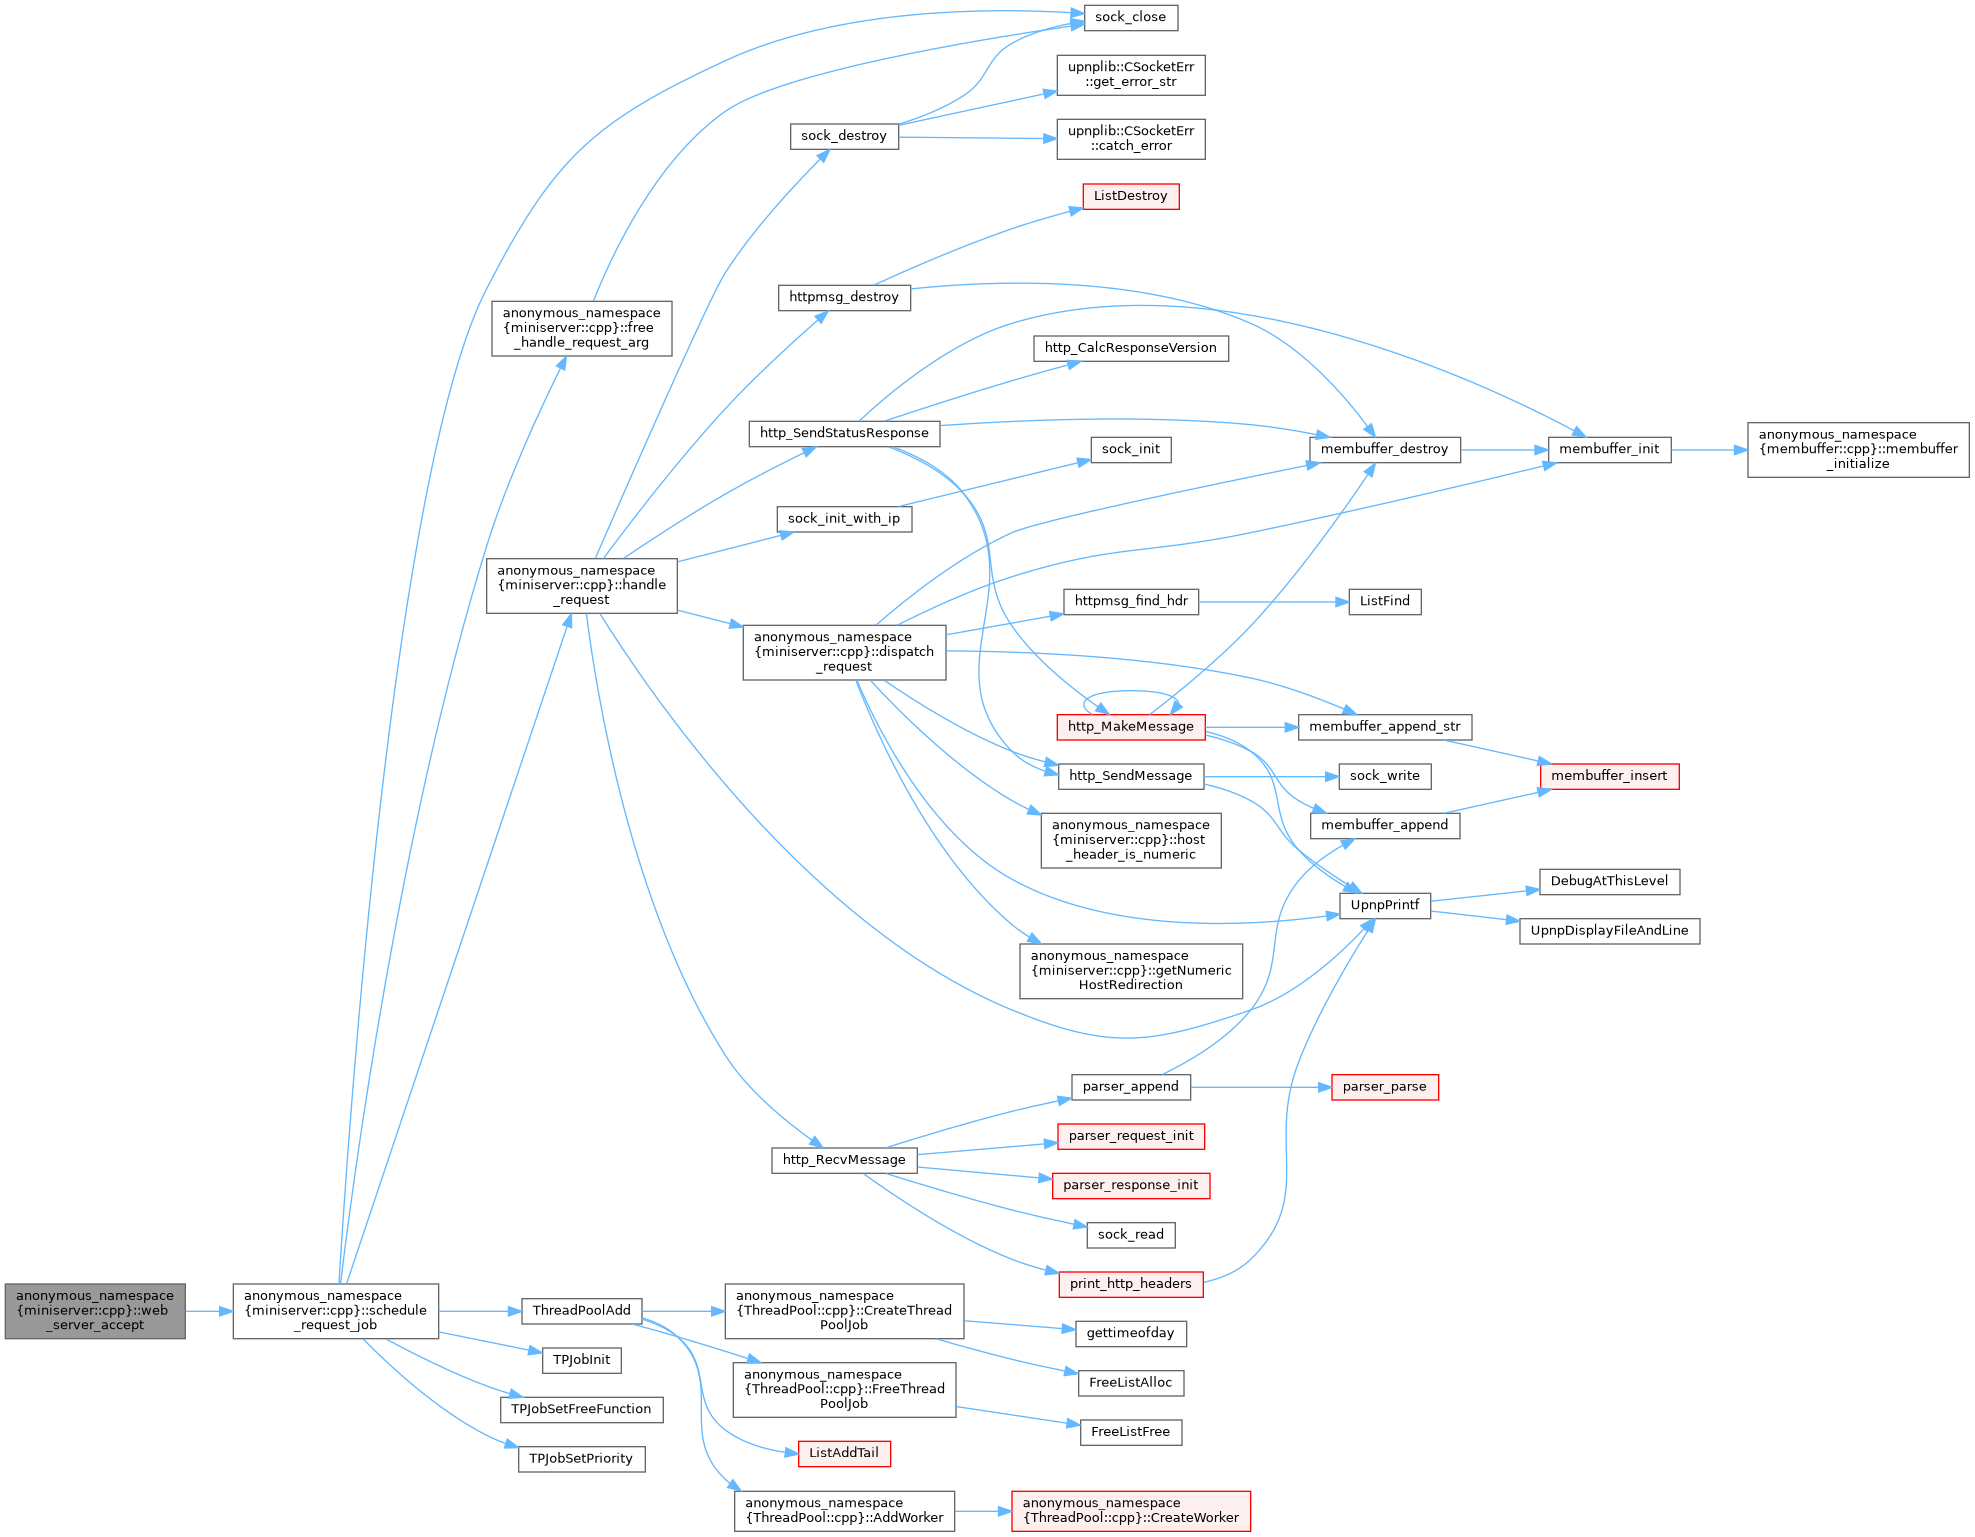 sock_close
upnplib::CSocketErr
::get_error_str
upnplib::CSocketErr
::catch_error
sock_destroy
ListDestroy
httpmsg_destroy
anonymous_namespace
{miniserver::cpp}::free
_handle_request_arg
http_CalcResponseVersion
http_SendStatusResponse
sock_init
membuffer_destroy
membuffer_init
anonymous_namespace
{membuffer::cpp}::membuffer
_initialize
sock_init_with_ip
anonymous_namespace
{miniserver::cpp}::handle
_request
httpmsg_find_hdr
ListFind
anonymous_namespace
{miniserver::cpp}::dispatch
_request
http_MakeMessage
membuffer_append_str
http_SendMessage
sock_write
membuffer_insert
anonymous_namespace
{miniserver::cpp}::host
_header_is_numeric
membuffer_append
DebugAtThisLevel
UpnpPrintf
UpnpDisplayFileAndLine
anonymous_namespace
{miniserver::cpp}::getNumeric
HostRedirection
parser_append
parser_parse
parser_request_init
http_RecvMessage
parser_response_init
sock_read
print_http_headers
anonymous_namespace
{miniserver::cpp}::web
_server_accept
anonymous_namespace
{miniserver::cpp}::schedule
_request_job
ThreadPoolAdd
anonymous_namespace
{ThreadPool::cpp}::CreateThread
PoolJob
gettimeofday
TPJobInit
anonymous_namespace
{ThreadPool::cpp}::FreeThread
PoolJob
FreeListAlloc
TPJobSetFreeFunction
FreeListFree
TPJobSetPriority
ListAddTail
anonymous_namespace
{ThreadPool::cpp}::AddWorker
anonymous_namespace
{ThreadPool::cpp}::CreateWorker